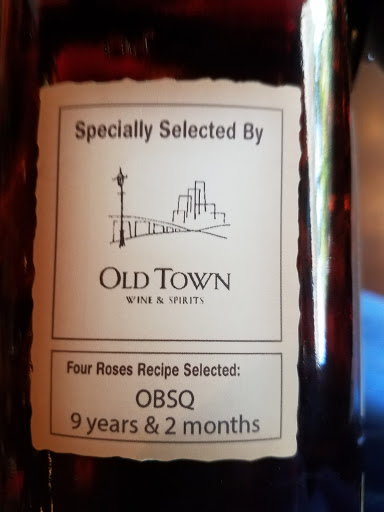 Specially Selected By
OLD TOWN
WINE & SPIRITS
Four Roses Recipe Selected:
OBSQ
9 years & 2 months